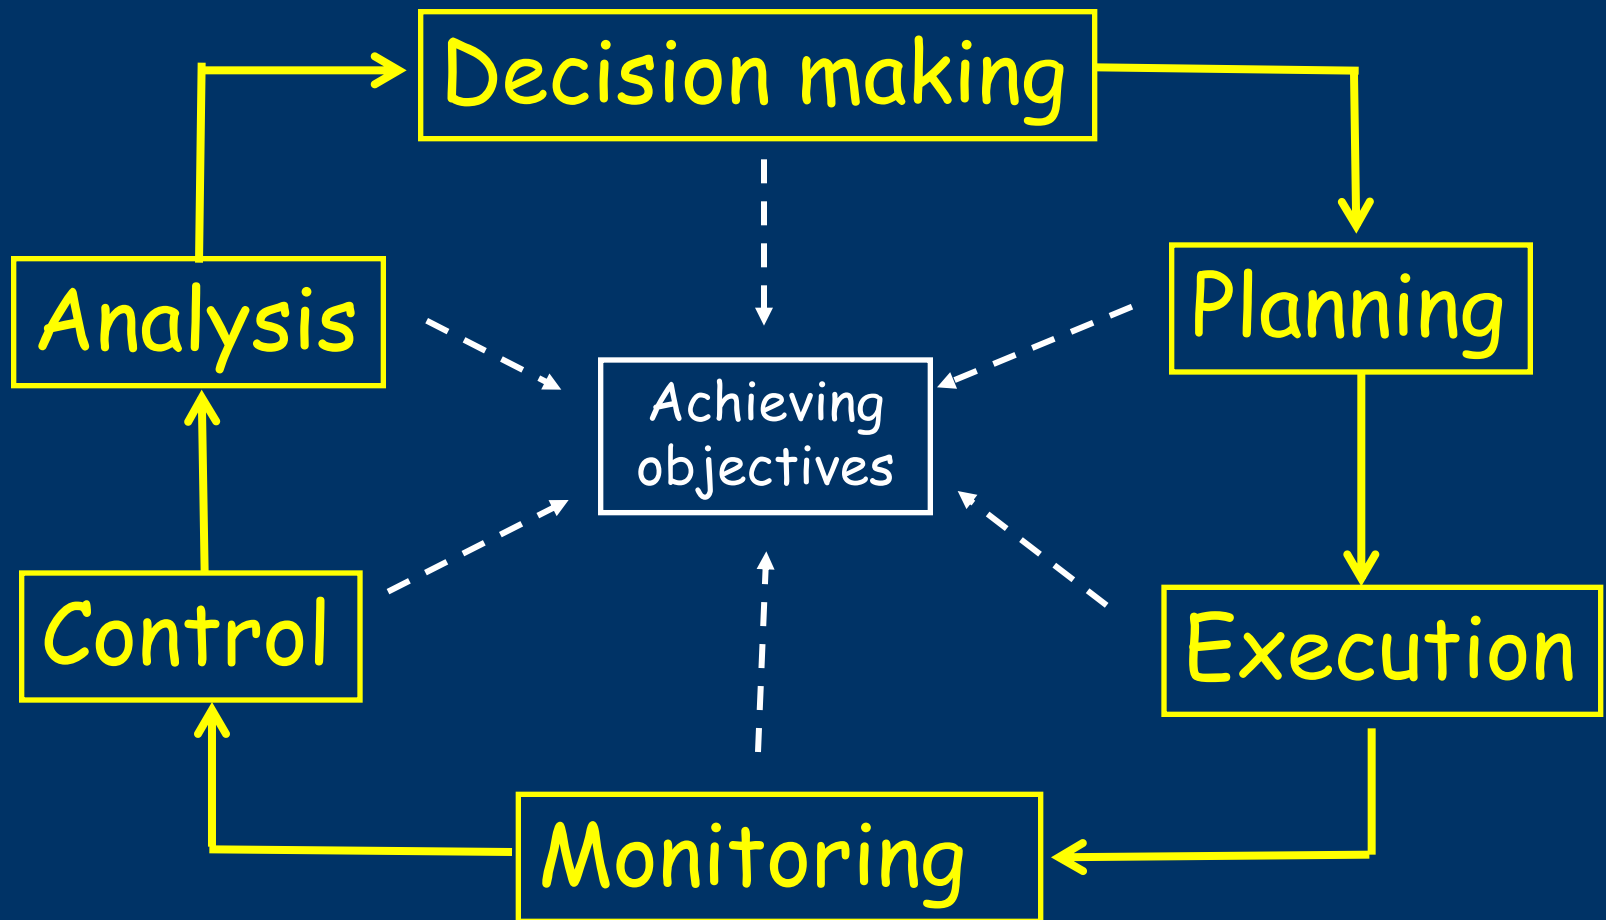 Decision making
Analysis
Planning
Achieving
objectives
Control
Execution
Monitoring